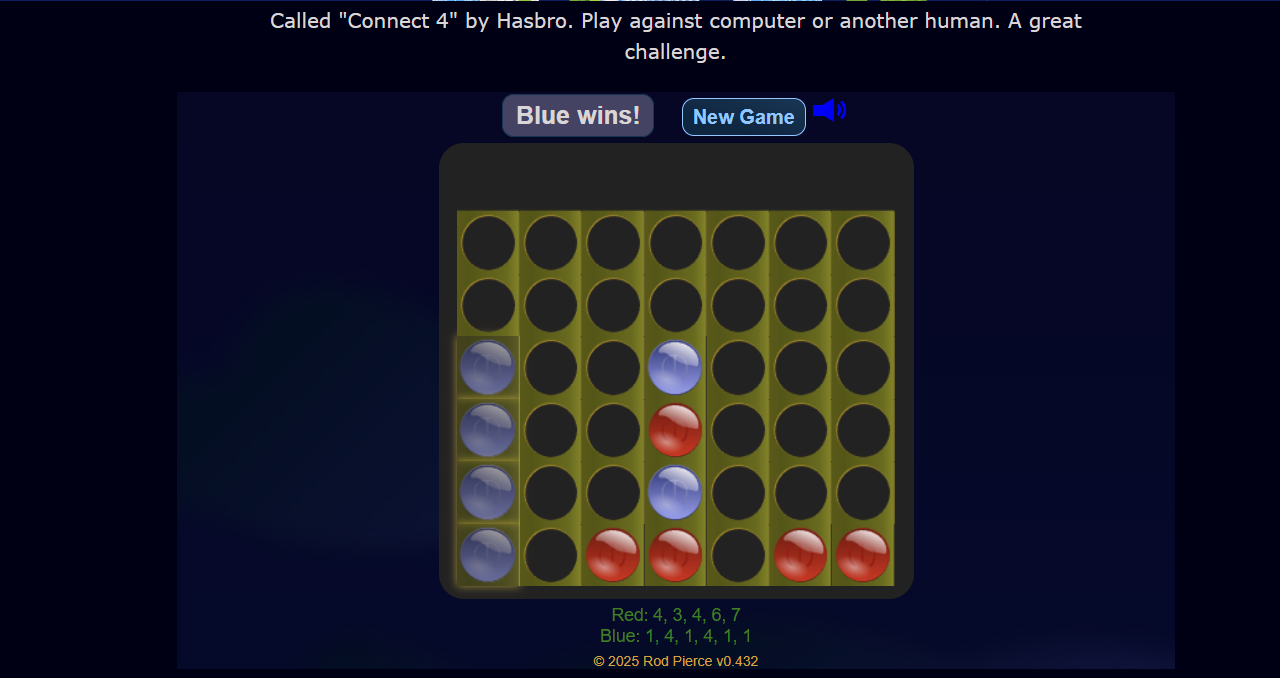 Called "Connect 4" by Hasbro. Play against computer or another human. A great
challenge.
Blue wins!
New Game
Red: 4, 3, 4, 6, 7
Blue: 1, 4, 1, 4, 1, 1
© 2025 Rod Pierce v0.432